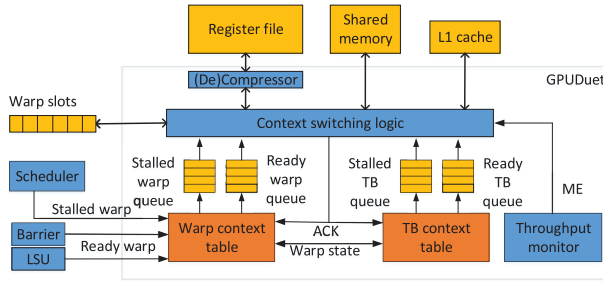 Register file
Shared
memory
L1 cache
(De)Compressor
GPUDuet
Warp slots
Context switching logic
Stalled
warp
queue
Ready
warp
queue
Stalled
TB
queue
Ready
TB
queue
Scheduler
ME
Stalled warp
Barrier
Ready warp
LSU
Warp context
table
ACK
Warp state
TB context
table
Throughput
monitor